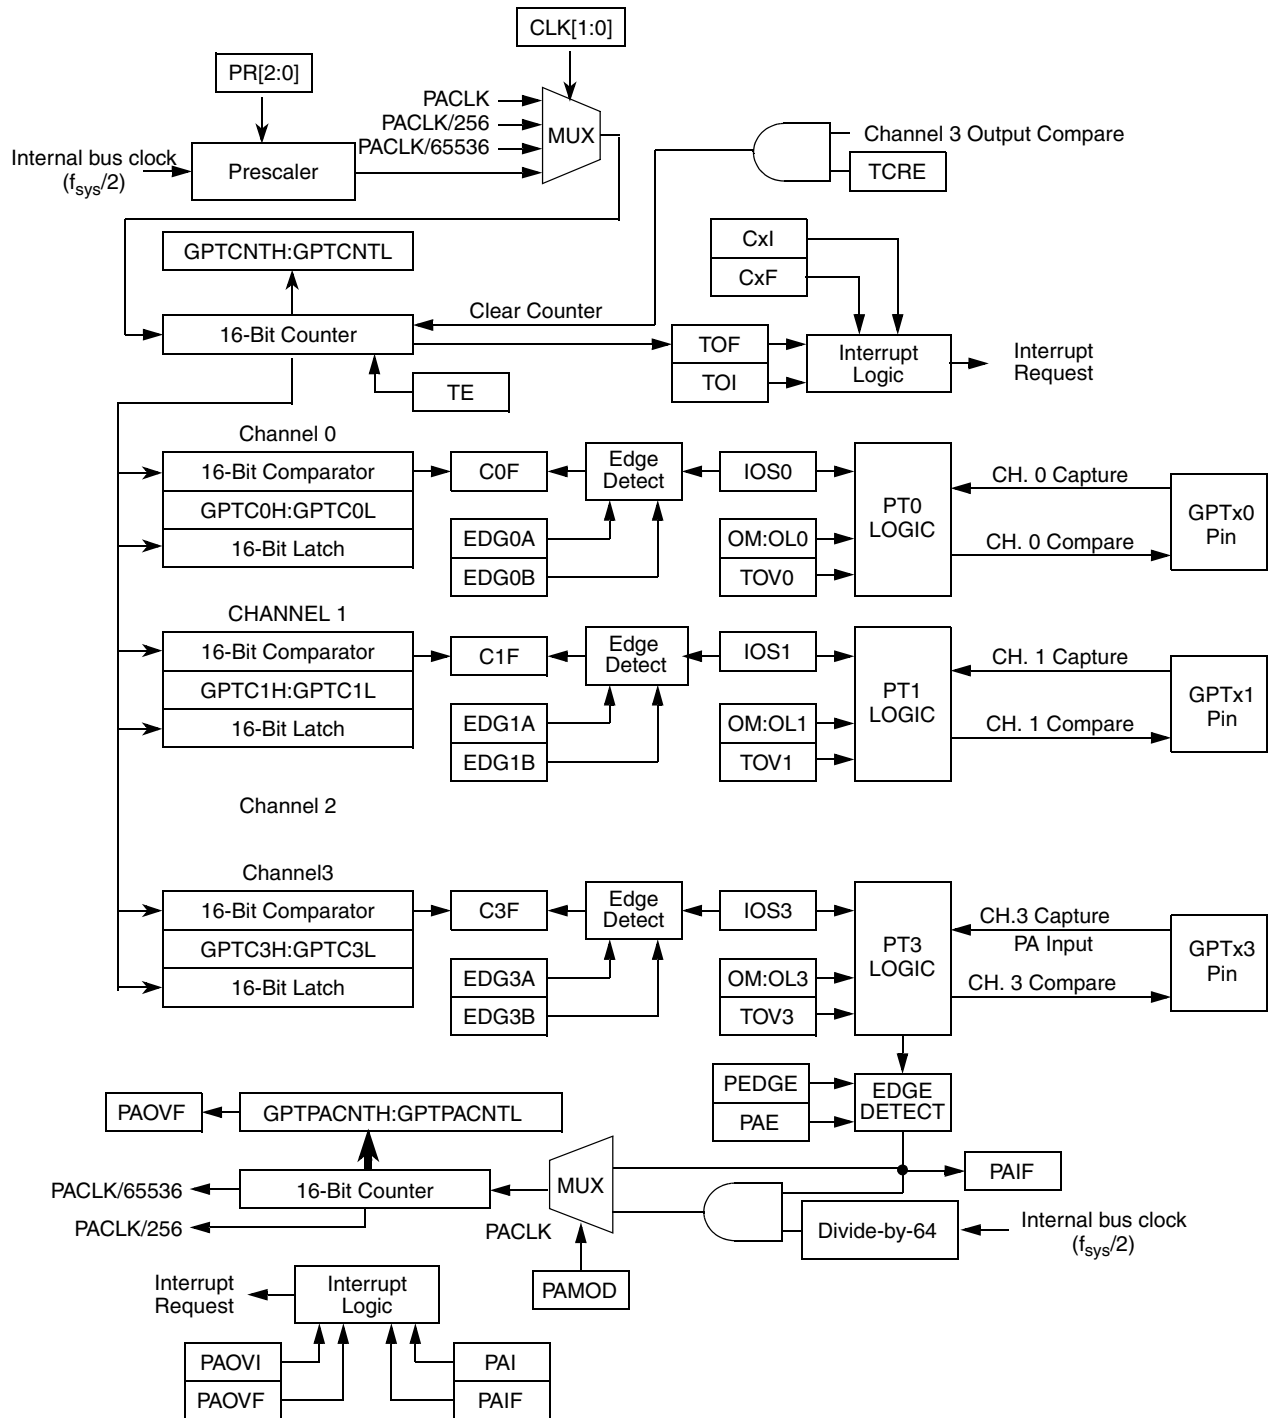 CLK[1:0]
PR[2:0]
PACLK
PACLK/256
PACLK/65536
MUX
Internal bus clock
(fsys/2)
Prescaler
Channel 3 Output Compare
TCRE
GPTCNTH:GPTCNTL
CxI
CxF
Clear Counter
16-Bit Counter
TOF
TOI
Interrupt
Logic
Interrupt
Request
TE
Channel 0
16-Bit Comparator
GPTC0H:GPTC0L
16-Bit Latch
C0F
Edge
Detect
IOS0
EDG0A
EDG0B
OM:OL0
TOV0
PT0
LOGIC
CH. 0 Capture
CH. 0 Compare
GPTx0
Pin
CHANNEL 1
16-Bit Comparator
GPTC1H:GPTC1L
16-Bit Latch
C1F
Edge
Detect
IOS1
EDG1A
EDG1B
OM:OL1
TOV1
PT1
LOGIC
CH. 1 Capture
CH. 1 Compare
GPTx1
Pin
Channel 2
Channel3
16-Bit Comparator
GPTC3H:GPTC3L
16-Bit Latch
C3F
Edge
Detect
IOS3
EDG3A
EDG3B
OM:OL3
TOV3
PT3
LOGIC
CH.3 Capture
PA Input
CH. 3 Compare
GPTx3
Pin
PEDGE
PAE
EDGE
DETECT
PAOVF
GPTPACNTH:GPTPACNTL
PAIF
MUX
16-Bit Counter
PACLK/65536
PACLK/256
PACLK
Divide-by-64
Internal bus clock
(fsys/2)
PAMOD
Interrupt
Request
Interrupt
Logic
PAOVI
PAOVF
PAI
PAIF